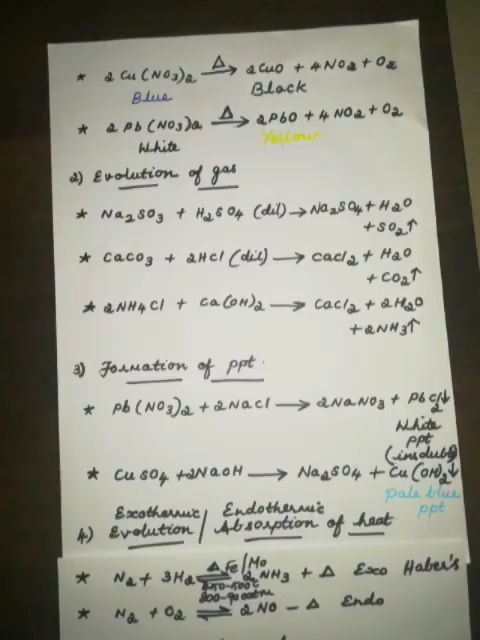 * 2Cu(NO3)2 Δ→ 2CuO + 4NO2 + O2
Blue Black
* 2Pb(NO3)2 Δ→ 2PbO + 4NO2 + O2
White Yellow
2) Evolution of gas
* Na2SO3 + H2SO4 (dil) → Na2SO4 + H2O
+ SO2↑
* CaCO3 + 2HCl (dil) → CaCl2 + H2O
+ CO2↑
* 2NH4Cl + Ca(OH)2 → CaCl2 + 2H2O
+ 2NH3↑
3) Formation of ppt.
* Pb(NO3)2 + 2NaCl → 2NaNO3 + PbCl2↓
White
ppt
(insoluble)
* CuSO4 + 2NaOH → Na2SO4 + Cu(OH)2↓
pale blue
ppt
Exothermic Endothermic
4) Evolution / Absorption of heat
Δ Fe/Mo
* N2 + 3H2 ⇌ 2NH3 + Δ Exo Haber's
* N2 + O2 ⇌ 2NO - Δ Endo